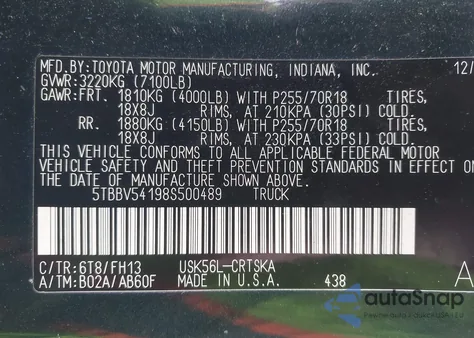 MFD.BY:TOYOTA MOTOR MANUFACTURING, INDIANA, INC. 12/
GVWR:3220KG (7100LB)
GAWR:FRT. 1810KG (4000LB) WITH P255/70R18 TIRES,
18X8J RIMS, AT 210KPA (30PSI) COLD.
RR. 1880KG (4150LB) WITH P255/70R18 TIRES,
18X8J RIMS, AT 230KPA (33PSI) COLD.
THIS VEHICLE CONFORMS TO ALL APPLICABLE FEDERAL MOTOR
VEHICLE SAFETY AND THEFT PREVENTION STANDARDS IN EFFECT ON
THE DATE OF MANUFACTURE SHOWN ABOVE.
5TBBV54198S500489 TRUCK
C/TR:6T8/FH13 USK56L-CRTSKA A
A/TM:B02A/AB60F MADE IN U.S.A. 438
autoSnap